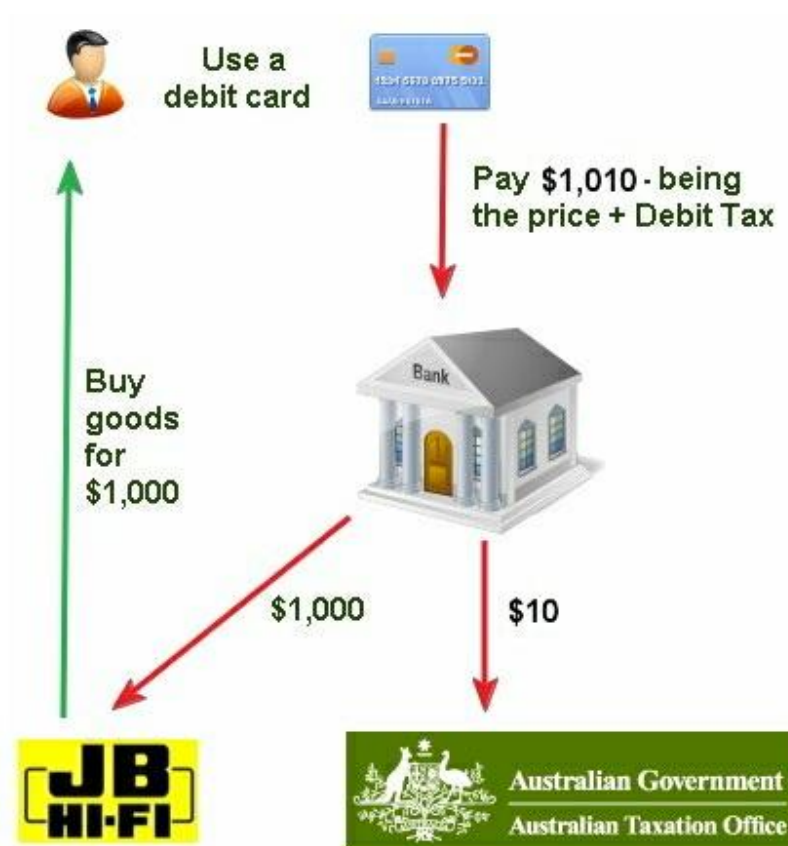 Use a
debit card
Pay $1,010 - being
the price + Debit Tax
Bank
Buy
goods
for
$1,000
$1,000
$10
JB
HI-FI
Australian Government
Australian Taxation Office